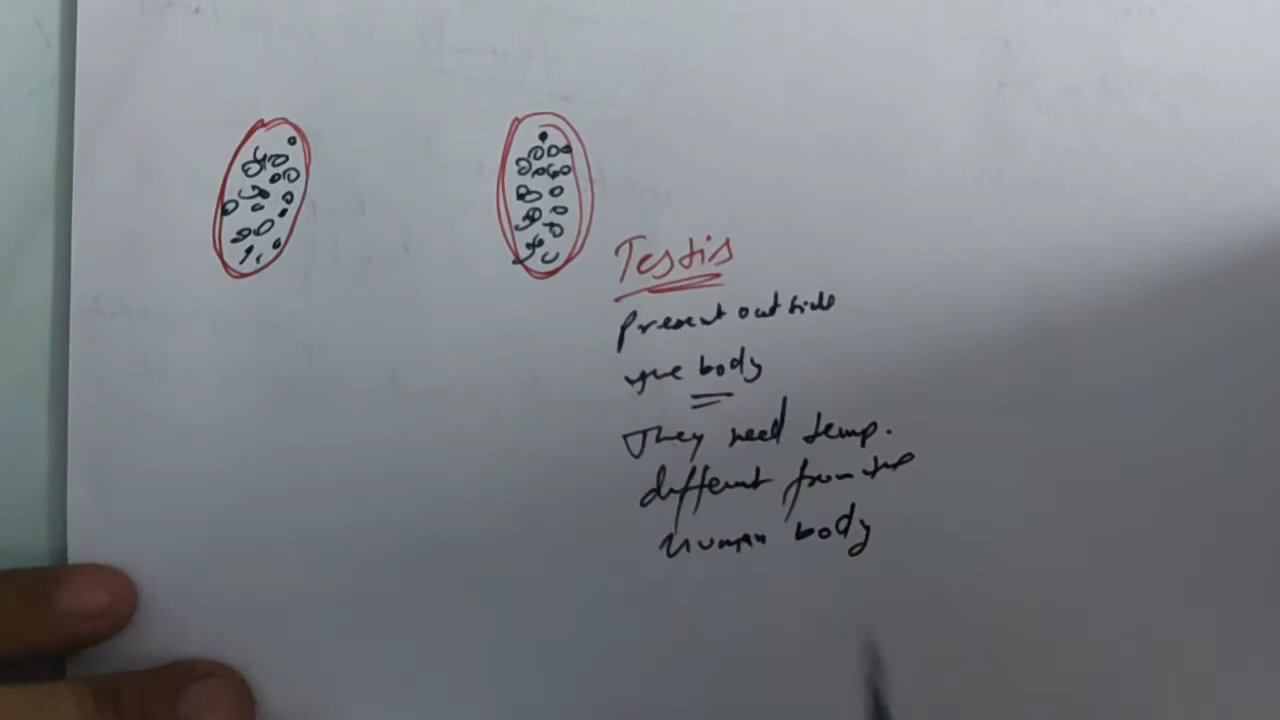 Testis
Present outside
the body
They need temp.
different from the
human body